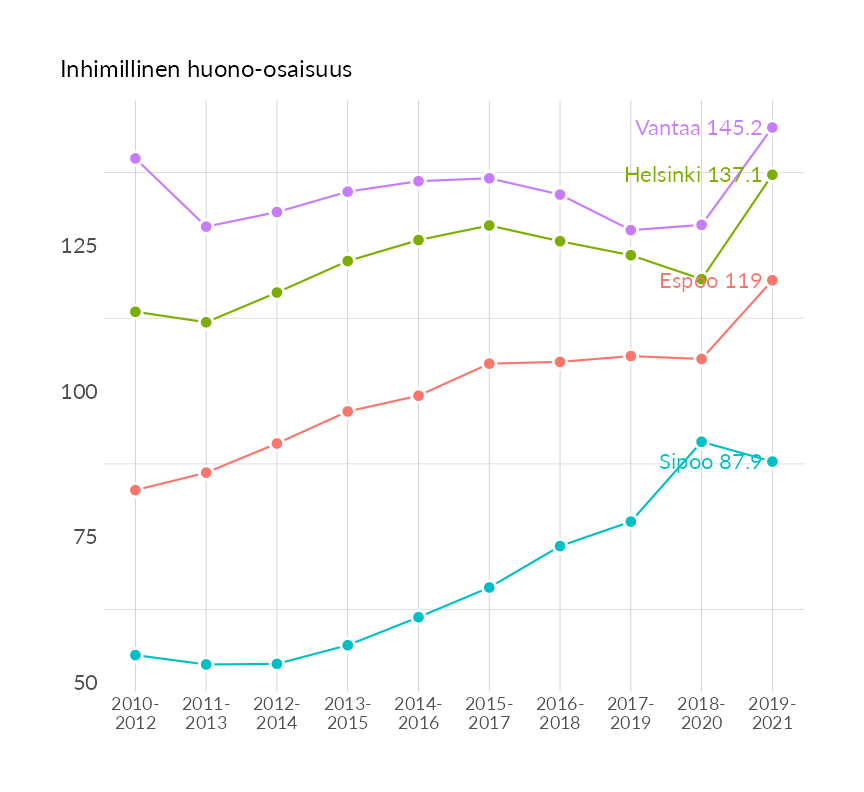 Inhimillinen huono-osaisuus
Vantaa 145.2
Helsinki 137.1
125
Espoo 119
100
Sipoo 87.9
75
50
2010- 2011- 2012- 2013- 2014- 2015- 2016- 2017- 2018- 2019-
2012 2013 2014 2015 2016 2017 2018 2019 2020 2021